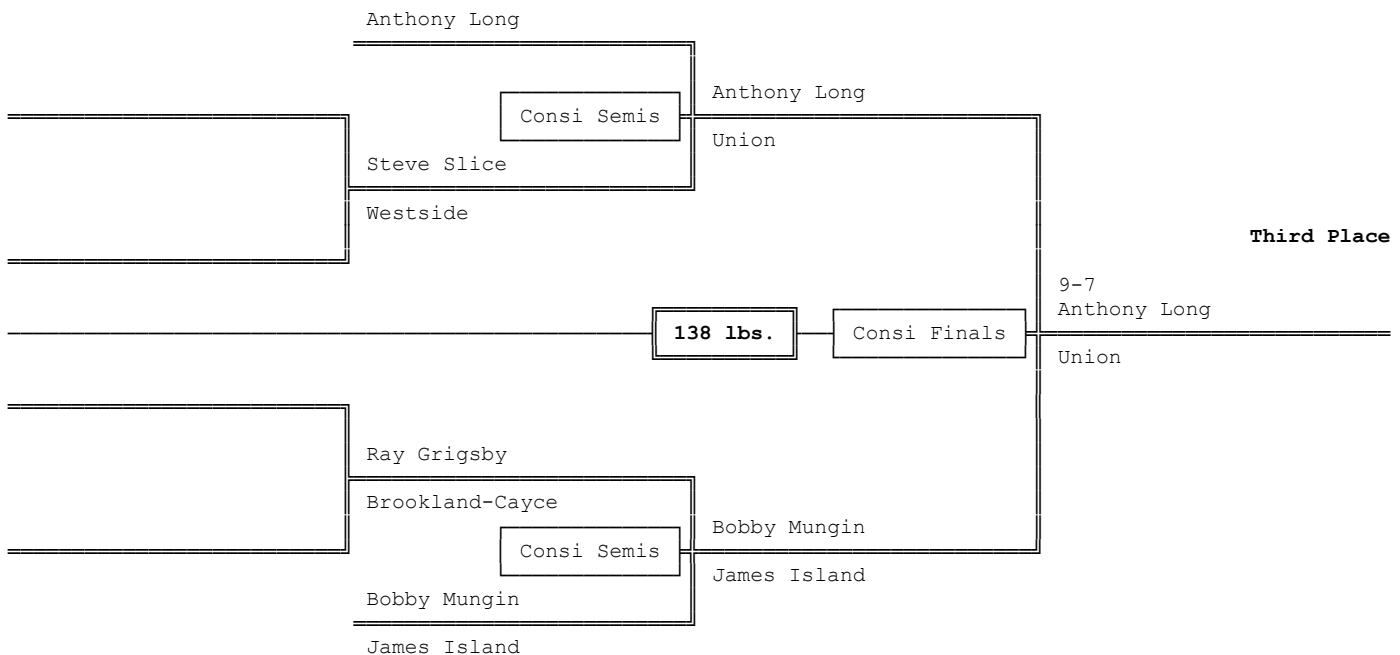 Anthony Long
Anthony Long
Consi Semis
Union
Steve Slice
Westside
Third Place
9-7
Anthony Long
138 lbs.
Consi Finals
Union
Ray Grigsby
Brookland-Cayce
Bobby Mungin
Consi Semis
James Island
Bobby Mungin
James Island